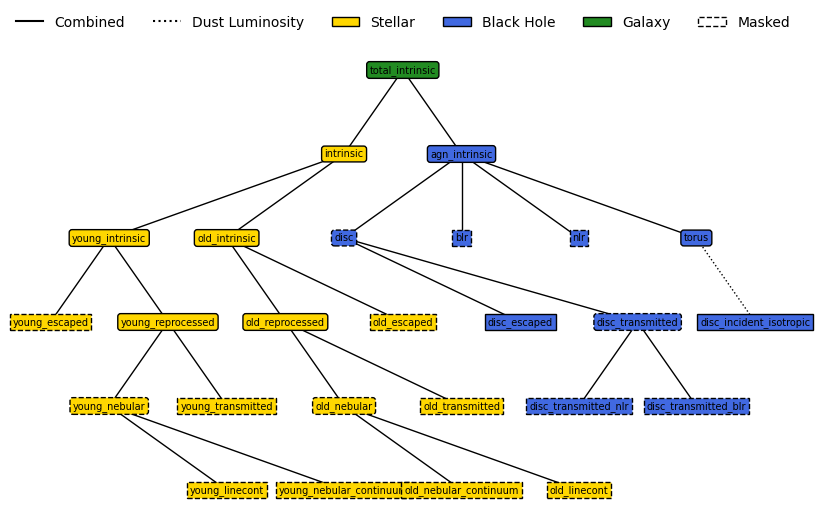 Combined Dust Luminosity Stellar Black Hole Galaxy Masked
total_intrinsic
intrinsic agn_intrinsic
young_intrinsic old_intrinsic disc blr nlr torus
young_escaped young_reprocessed old_reprocessed old_escaped disc_escaped disc_transmitted disc_incident_isotropic
young_nebular young_transmitted old_nebular old_transmitted disc_transmitted_nlr disc_transmitted_blr
young_linecont young_nebular_continuu old_nebular_continuum old_linecont